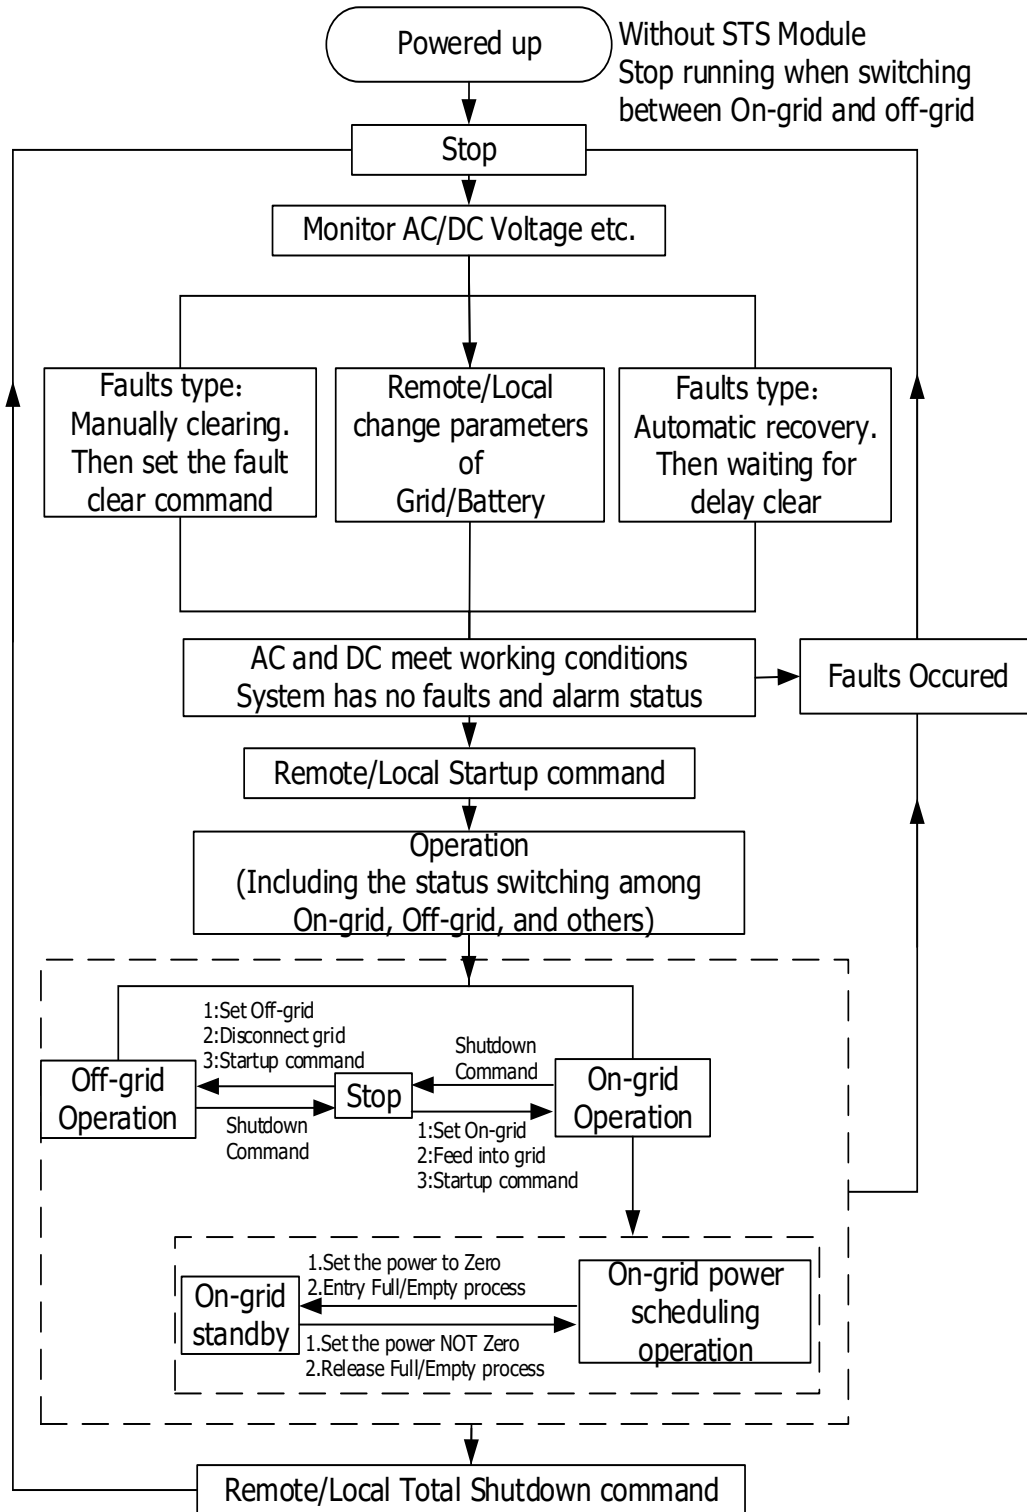 Powered up
Without STS Module
Stop running when switching
between On-grid and off-grid
Stop
Monitor AC/DC Voltage etc.
Faults type：
Manually clearing.
Then set the fault
clear command
Remote/Local
change parameters
of
Grid/Battery
Faults type：
Automatic recovery.
Then waiting for
delay clear
AC and DC meet working conditions
System has no faults and alarm status
Faults Occured
Remote/Local Startup command
Operation
(Including the status switching among
On-grid, Off-grid, and others)
1:Set Off-grid
2:Disconnect grid
3:Startup command
Shutdown
Command
Off-grid
Operation
Stop
On-grid
Operation
Shutdown
Command
1:Set On-grid
2:Feed into grid
3:Startup command
1.Set the power to Zero
2.Entry Full/Empty process
On-grid
standby
On-grid power
scheduling
operation
1.Set the power NOT Zero
2.Release Full/Empty process
Remote/Local Total Shutdown command